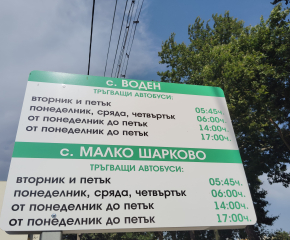 с. ВОДЕН
ТРЪГВАЩИ АВТОБУСИ:
вторник и петък 05:45ч.
понеделник, сряда, четвъртък 06:00ч.
от понеделник до петък 14:00ч.
от понеделник до петък 17:00ч.
с. МАЛКО ШАРКОВО
ТРЪГВАЩИ АВТОБУСИ:
вторник и петък 05:45ч.
понеделник, сряда, четвъртък 06:00ч.
от понеделник до петък 14:00ч.
от понеделник до петък 17:00ч.